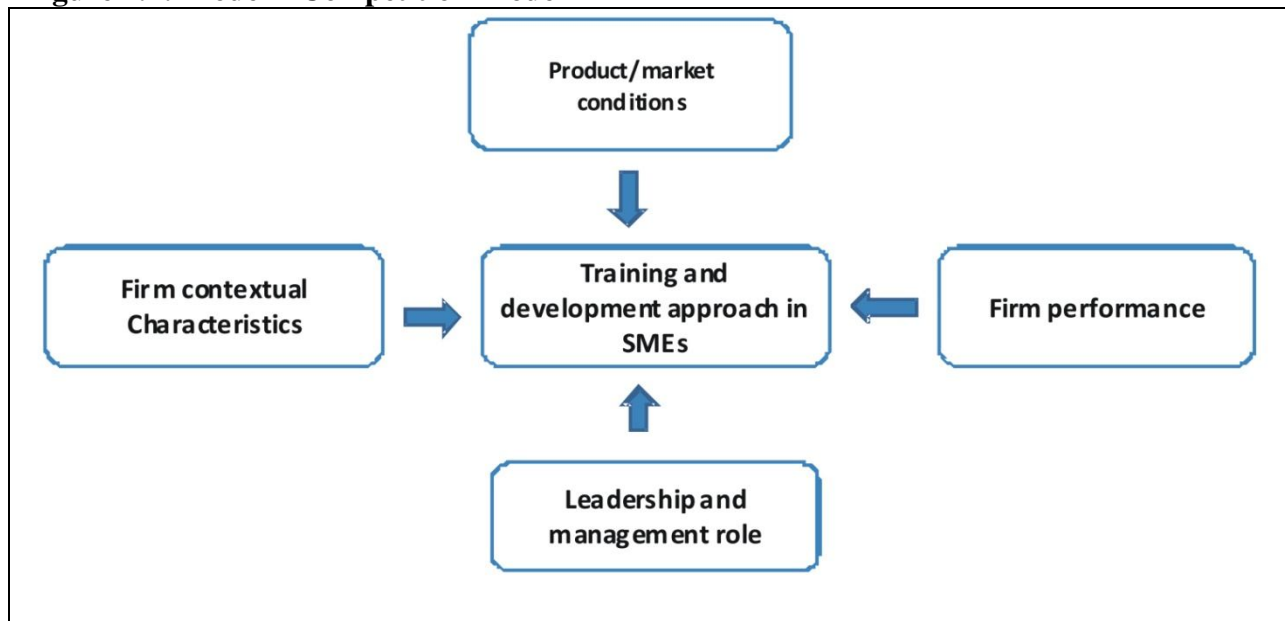 Product/market
conditions
Firm contextual
Characteristics
Training and
development approach in
SMEs
Firm performance
Leadership and
management role